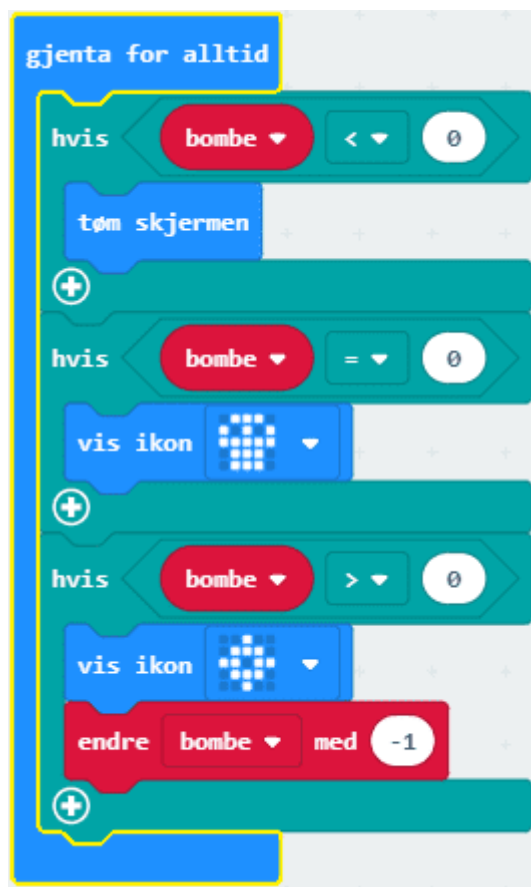 gjenta for alltid
hvis bombe < 0
tøm skjermen
hvis bombe = 0
vis ikon
hvis bombe > 0
vis ikon
endre bombe med -1